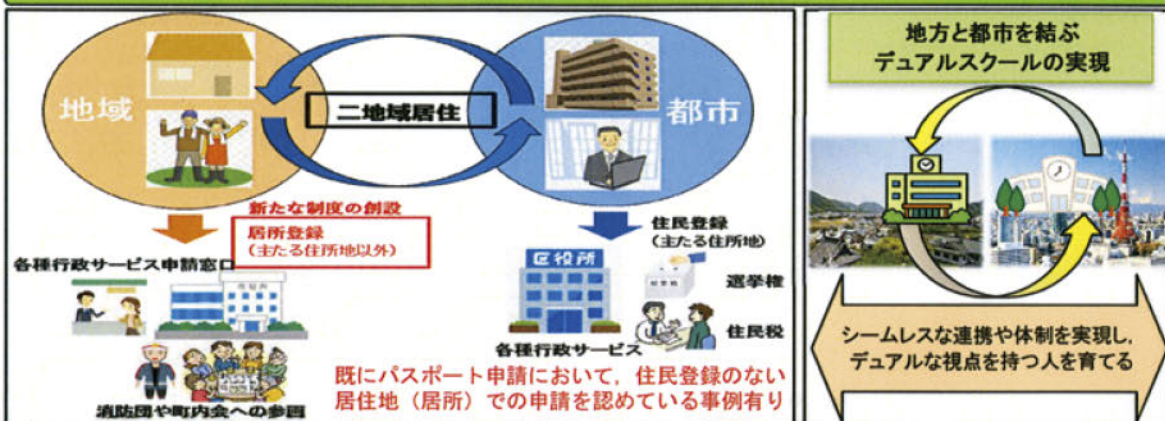 地域
二地域居住
都市
新たな制度の創設
居所登録
(主たる住所地以外)
各種行政サービス申請窓口
消防団や町内会への参画
住民登録
(主たる住所地)
区役所
選挙権
住民税
各種行政サービス
既にパスポート申請において，住民登録のない
居住地（居所）での申請を認めている事例有り
地方と都市を結ぶ
デュアルスクールの実現
シームレスな連携や体制を実現し，
デュアルな視点を持つ人を育てる